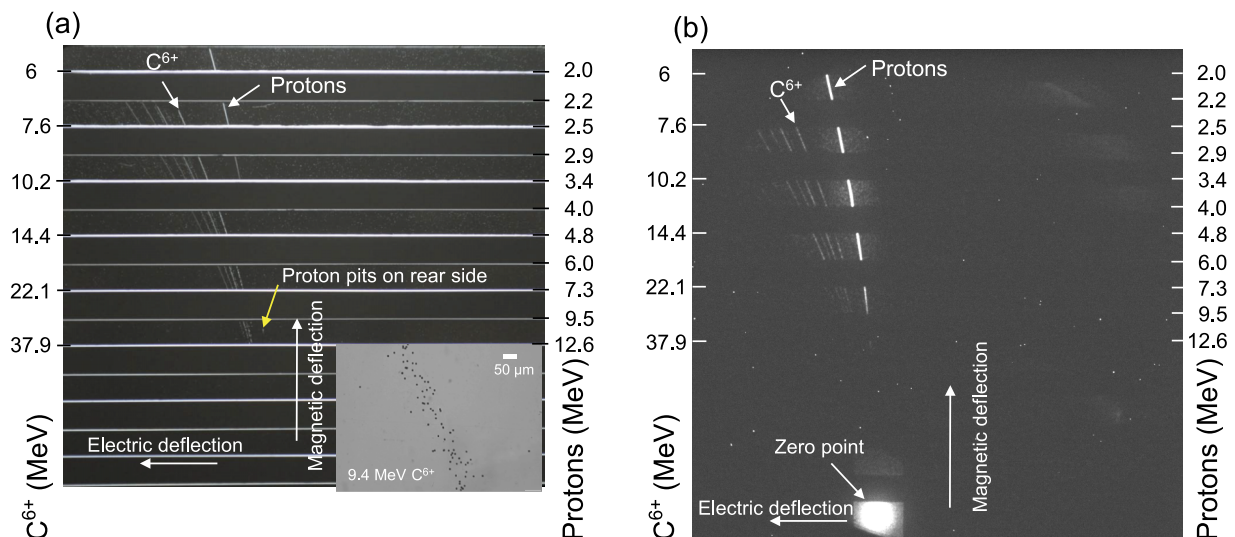 (a)
C⁶⁺
Protons
6
7.6
10.2
14.4
22.1
37.9
C⁶⁺ (MeV)
2.0
2.2
2.5
2.9
3.4
4.0
4.8
6.0
7.3
9.5
12.6
Protons (MeV)
Proton pits on rear side
Magnetic deflection
Electric deflection
50 µm
9.4 MeV C⁶⁺
(b)
Protons
C⁶⁺
6
7.6
10.2
14.4
22.1
37.9
C⁶⁺ (MeV)
2.0
2.2
2.5
2.9
3.4
4.0
4.8
6.0
7.3
9.5
12.6
Protons (MeV)
Magnetic deflection
Zero point
Electric deflection